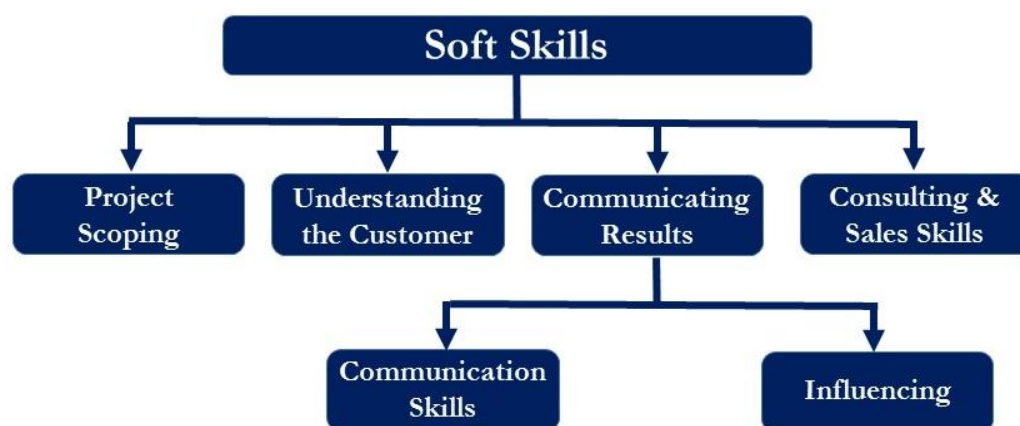 Soft Skills
Project
Scoping
Understanding
the Customer
Communicating
Results
Consulting &
Sales Skills
Communication
Skills
Influencing